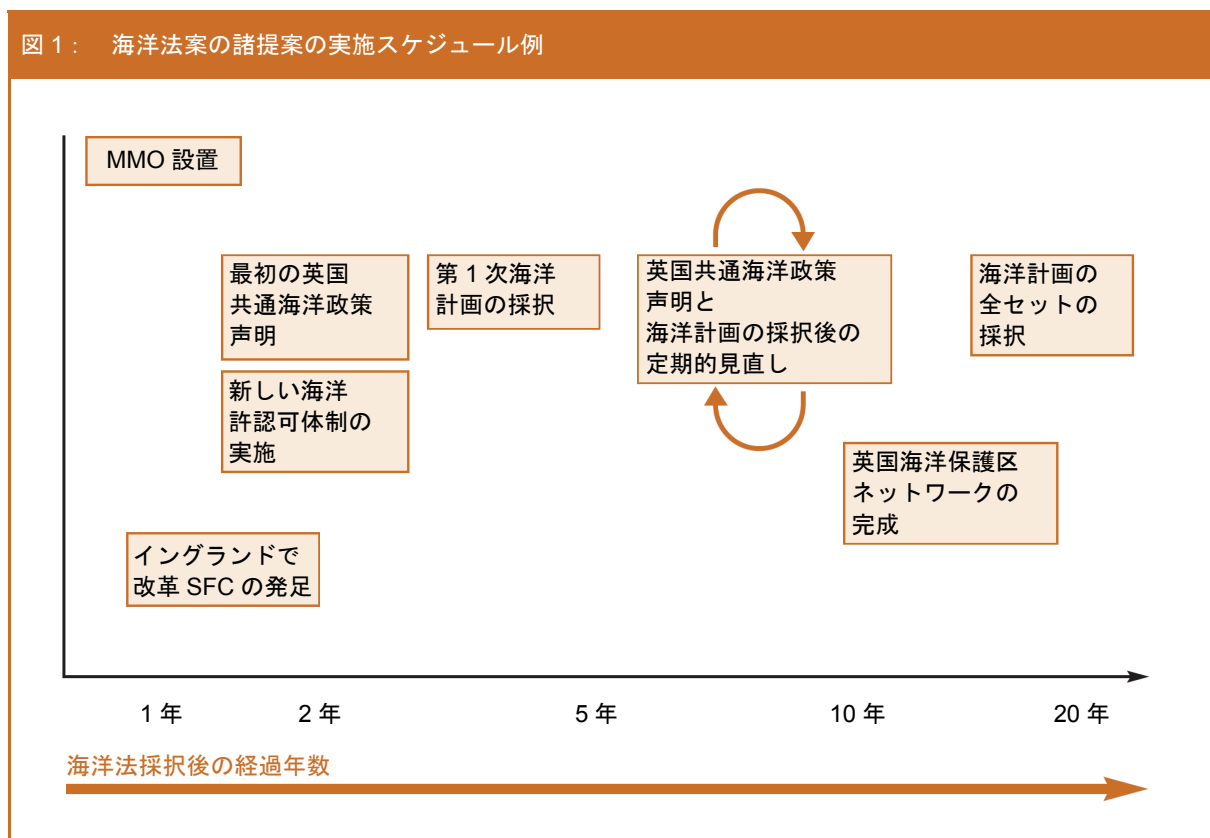 図 1： 海洋法案の諸提案の実施スケジュール例
MMO 設置
最初の英国
共通海洋政策
声明
第 1 次海洋
計画の採択
英国共通海洋政策
声明と
海洋計画の採択後の
定期的見直し
海洋計画の
全セットの
採択
新しい海洋
許認可体制の
実施
英国海洋保護区
ネットワークの
完成
イングランドで
改革 SFC の発足
1 年 2 年 5 年 10 年 20 年
海洋法採択後の経過年数